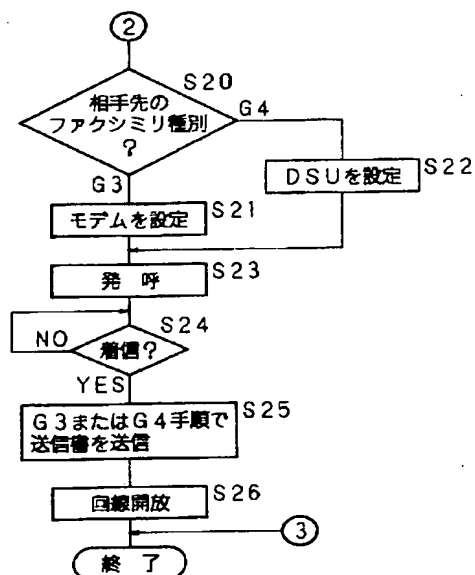 ②
S20
相手先の
ファクシミリ種別
?
G4
G3
DSUを設定
S22
モデムを設定
S21
発 呼
S23
S24
着信?
NO
YES
G3またはG4手順で
送信書を送信
S25
回線開放
S26
③
終 了